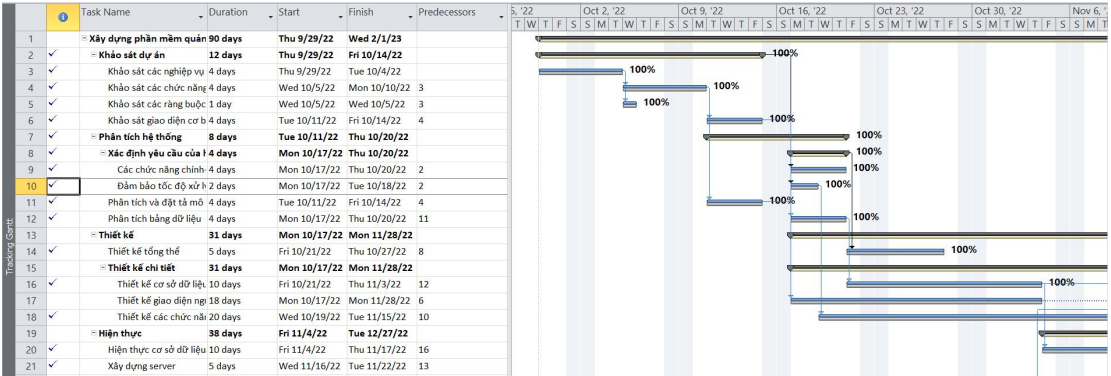 Task Name Duration Start Finish Predecessors
5, '22 Oct 2, '22 Oct 9, '22 Oct 16, '22 Oct 23, '22 Oct 30, '22 Nov 6, '
T W T F S S M T W T F S S M T W T F S S M T W T F S S M T W T F S S M T W T F S S M T
1 Xây dựng phần mềm quản 90 days Thu 9/29/22 Wed 2/1/23
2 Khảo sát dự án 12 days Thu 9/29/22 Fri 10/14/22 100%
3 Khảo sát các nghiệp vụ 4 days Thu 9/29/22 Tue 10/4/22 100%
4 Khảo sát các chức năng 4 days Wed 10/5/22 Mon 10/10/22 3 100%
5 Khảo sát các ràng buộc 1 day Wed 10/5/22 Wed 10/5/22 3 100%
6 Khảo sát giao diện cơ b 4 days Tue 10/11/22 Fri 10/14/22 4 100%
7 Phân tích hệ thống 8 days Tue 10/11/22 Thu 10/20/22 100%
8 Xác định yêu cầu của h 4 days Mon 10/17/22 Thu 10/20/22 100%
9 Các chức năng chính 4 days Mon 10/17/22 Thu 10/20/22 2 100%
10 Đảm bảo tốc độ xử l 2 days Mon 10/17/22 Tue 10/18/22 2 100%
11 Phân tích và đặt tả mô 4 days Tue 10/11/22 Fri 10/14/22 4 100%
12 Phân tích bảng dữ liệu 4 days Mon 10/17/22 Thu 10/20/22 11 100%
13 Thiết kế 31 days Mon 10/17/22 Mon 11/28/22
14 Thiết kế tổng thể 5 days Fri 10/21/22 Thu 10/27/22 8 100%
15 Thiết kế chi tiết 31 days Mon 10/17/22 Mon 11/28/22
16 Thiết kế cơ sở dữ liệu 10 days Fri 10/21/22 Thu 11/3/22 12 100%
17 Thiết kế giao diện ngư 18 days Mon 10/17/22 Mon 11/28/22 6
18 Thiết kế các chức năn 20 days Wed 10/19/22 Tue 11/15/22 10
19 Hiện thực 38 days Fri 11/4/22 Tue 12/27/22
20 Hiện thực cơ sở dữ liệu 10 days Fri 11/4/22 Thu 11/17/22 16
21 Xây dựng server 5 days Wed 11/16/22 Tue 11/22/22 13
Tracking Gantt